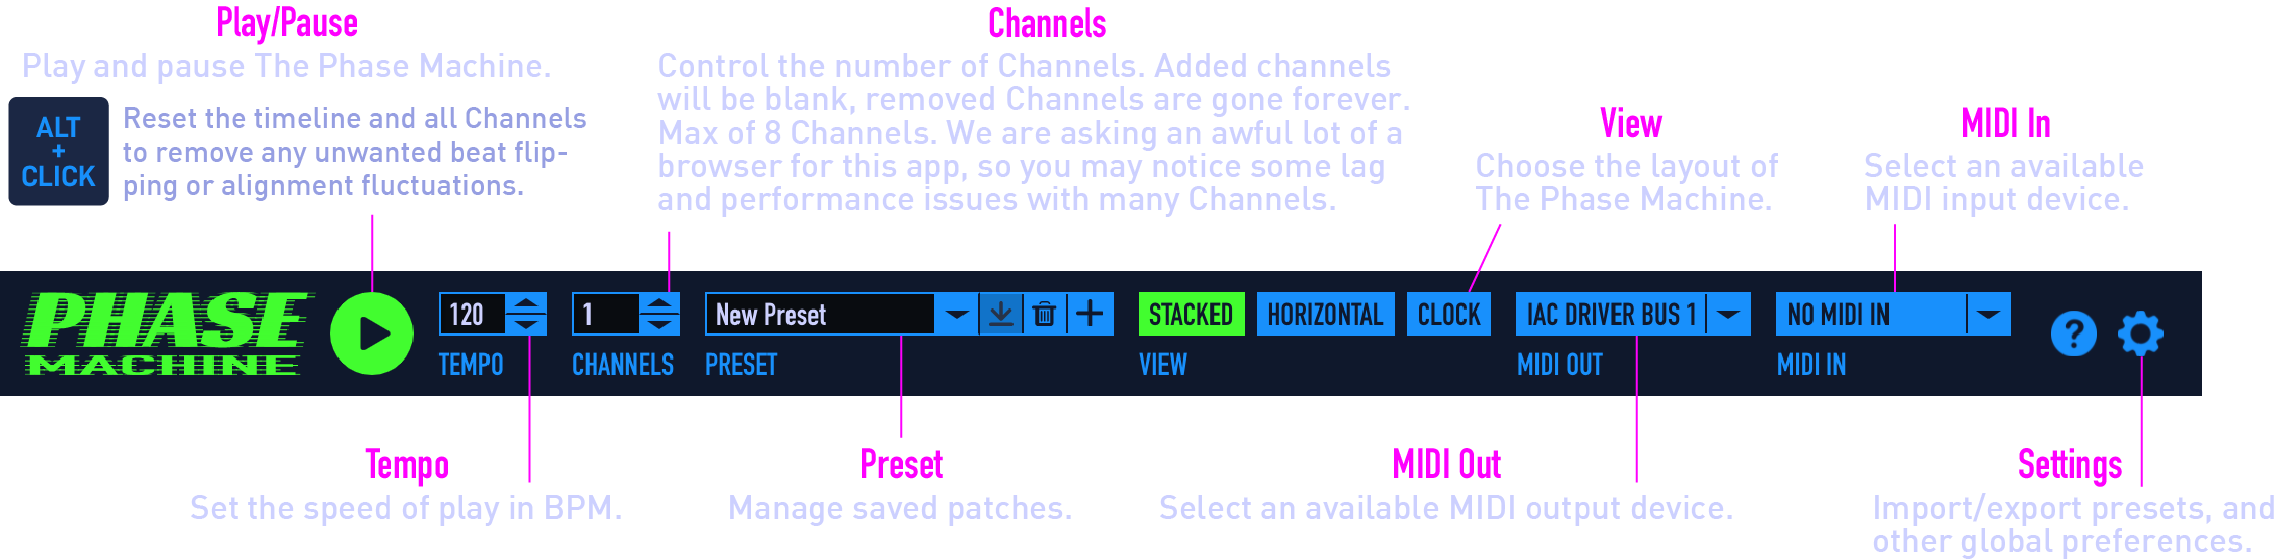 Play/Pause
Play and pause The Phase Machine.
ALT
+
CLICK
Reset the timeline and all Channels
to remove any unwanted beat flip-
ping or alignment fluctuations.
Channels
Control the number of Channels. Added channels
will be blank, removed Channels are gone forever.
Max of 8 Channels. We are asking an awful lot of a
browser for this app, so you may notice some lag
and performance issues with many Channels.
View
Choose the layout of
The Phase Machine.
MIDI In
Select an available
MIDI input device.
PHASE
MACHINE
120
TEMPO
1
CHANNELS
New Preset
PRESET
STACKED HORIZONTAL CLOCK
VIEW
IAC DRIVER BUS 1
MIDI OUT
NO MIDI IN
MIDI IN
?
Tempo
Set the speed of play in BPM.
Preset
Manage saved patches.
MIDI Out
Select an available MIDI output device.
Settings
Import/export presets, and
other global preferences.